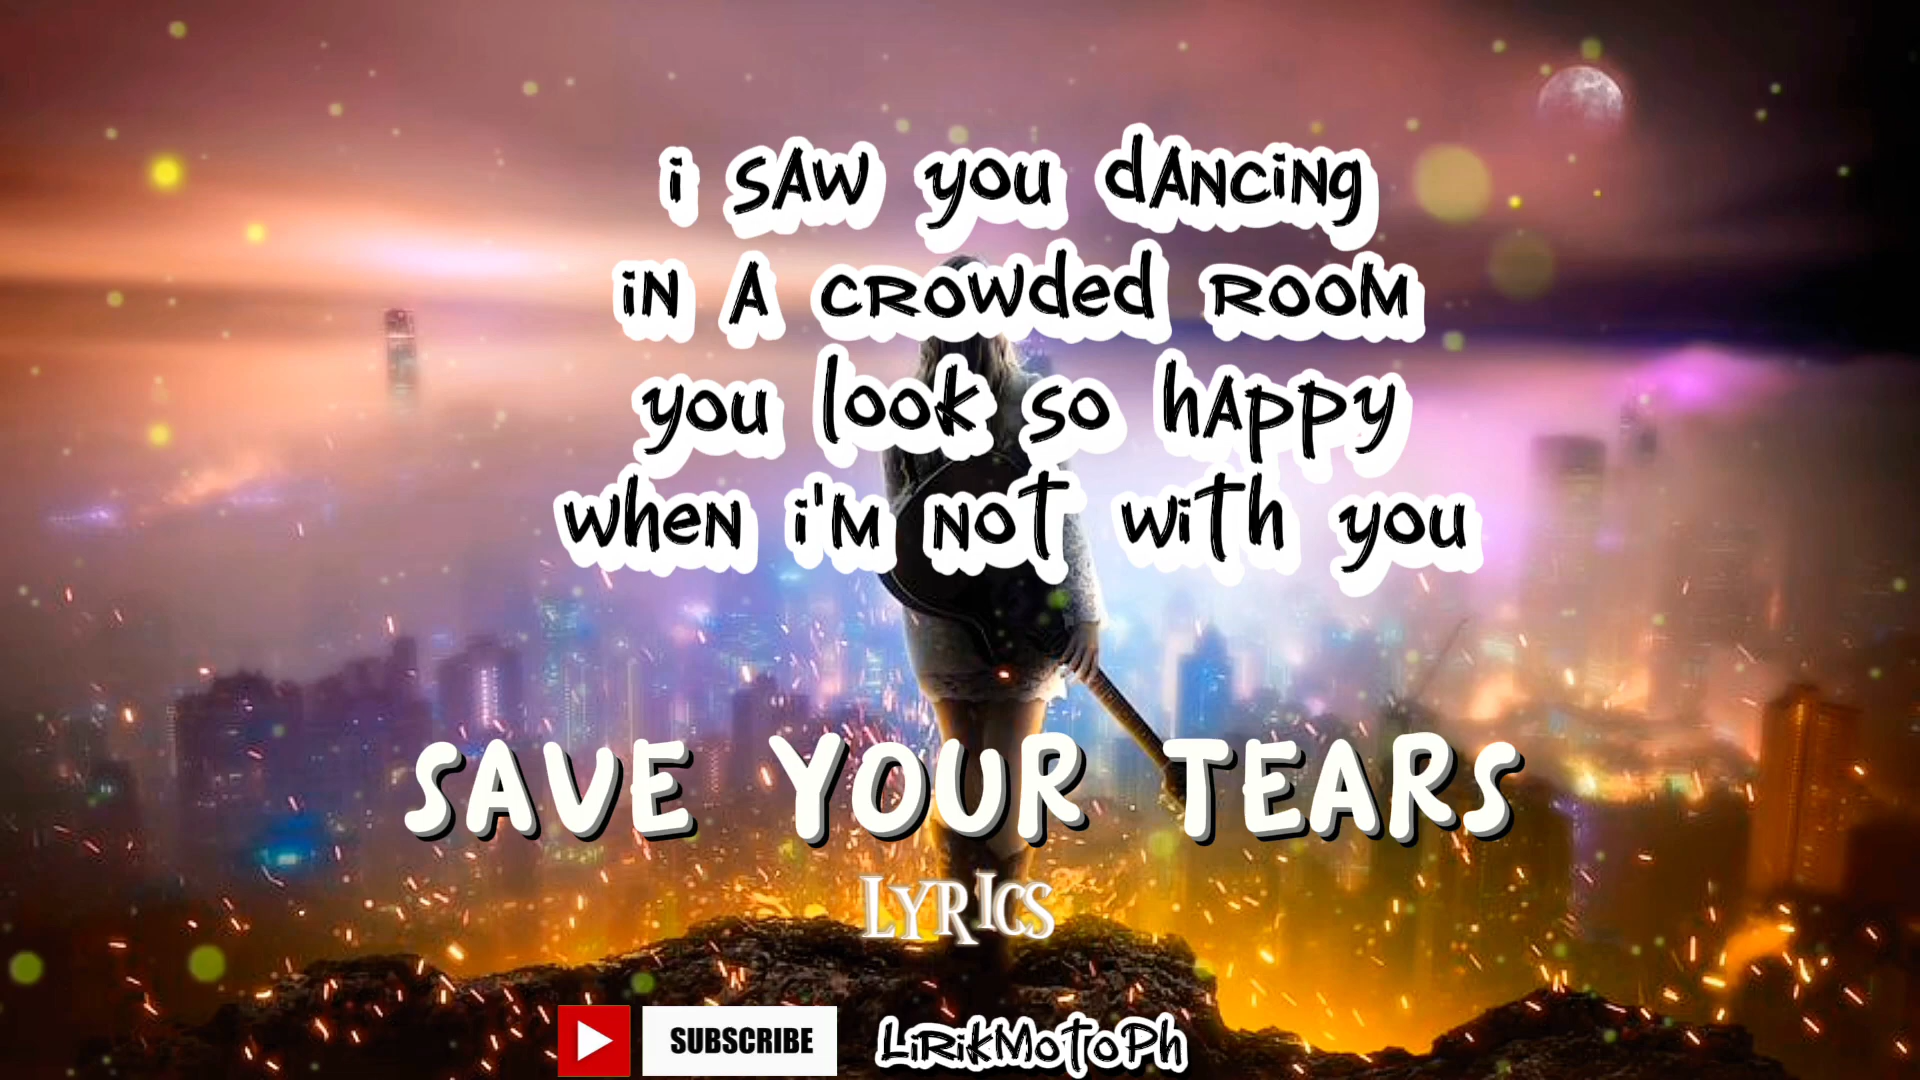 i SAW you dANCiNg
iN A CROWded ROOM
you look so hAppy
wheN i'M NOT wiTh you
SAVE YOUR TEARS
LYRICS
SUBSCRIBE
LiRikMoToPh